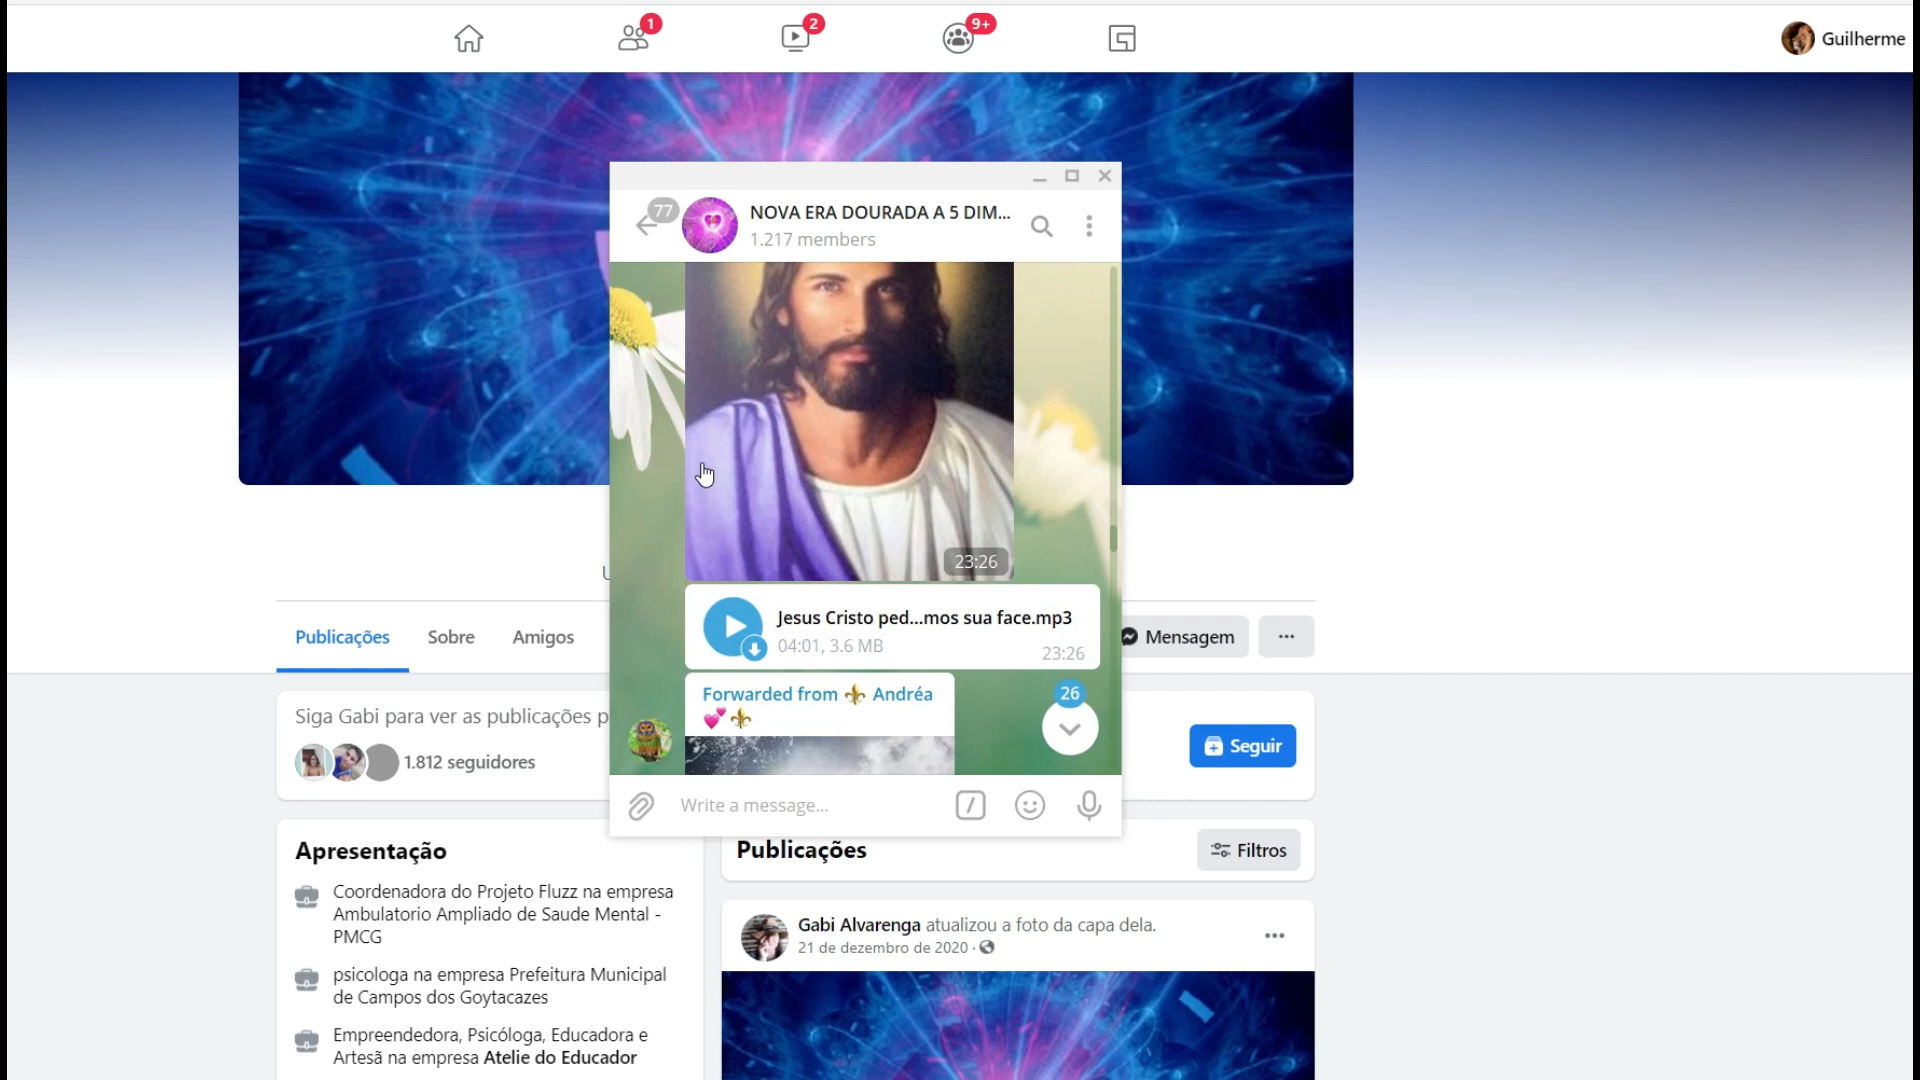 1
2
9+
Guilherme
77
NOVA ERA DOURADA A 5 DIM...
1.217 members
23:26
Jesus Cristo ped...mos sua face.mp3
04:01, 3.6 MB
23:26
Forwarded from ⚜ Andréa
💕⚜
26
Write a message...
Publicações
Sobre
Amigos
Mensagem
Siga Gabi para ver as publicações p
1.812 seguidores
Seguir
Apresentação
Coordenadora do Projeto Fluzz na empresa
Ambulatorio Ampliado de Saude Mental -
PMCG
psicologa na empresa Prefeitura Municipal
de Campos dos Goytacazes
Empreendedora, Psicóloga, Educadora e
Artesã na empresa Atelie do Educador
Publicações
Filtros
Gabi Alvarenga atualizou a foto da capa dela.
21 de dezembro de 2020 ·